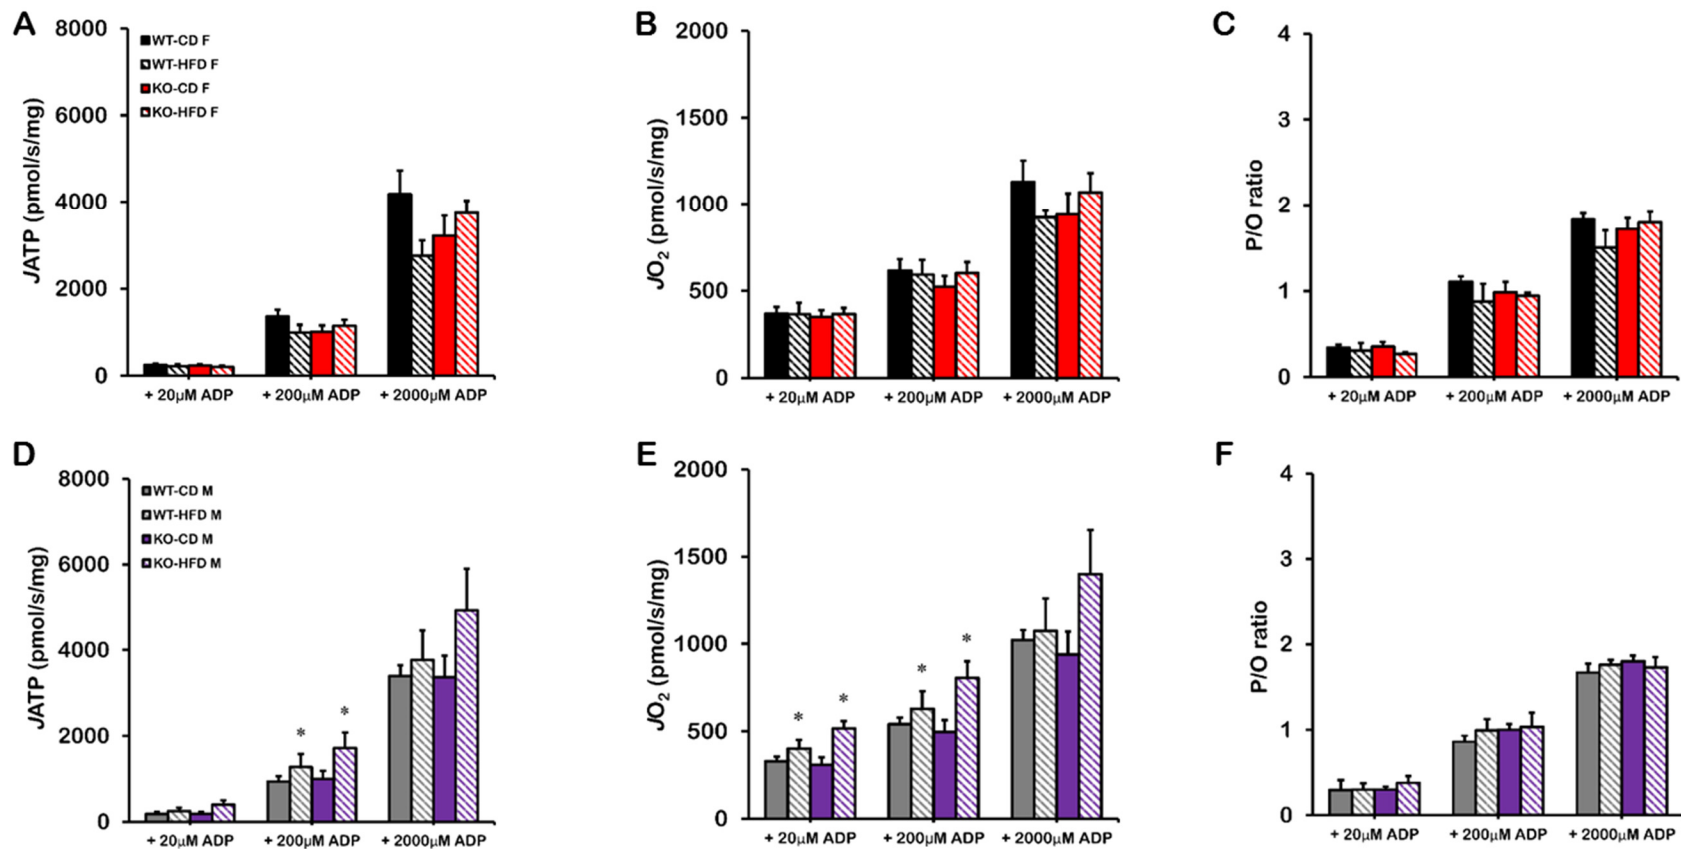 A
JATP (pmol/s/mg)
8000
6000
4000
2000
0
WT-CD F
WT-HFD F
KO-CD F
KO-HFD F
+ 20µM ADP
+ 200µM ADP
+ 2000µM ADP
B
JO₂ (pmol/s/mg)
2000
1500
1000
500
0
+ 20µM ADP
+ 200µM ADP
+ 2000µM ADP
C
P/O ratio
4
3
2
1
0
+ 20µM ADP
+ 200µM ADP
+ 2000µM ADP
D
JATP (pmol/s/mg)
8000
6000
4000
2000
0
WT-CD M
WT-HFD M
KO-CD M
KO-HFD M
*
*
+ 20µM ADP
+ 200µM ADP
+ 2000µM ADP
E
JO₂ (pmol/s/mg)
2000
1500
1000
500
0
*
*
*
*
+ 20µM ADP
+ 200µM ADP
+ 2000µM ADP
F
P/O ratio
4
3
2
1
0
+ 20µM ADP
+ 200µM ADP
+ 2000µM ADP